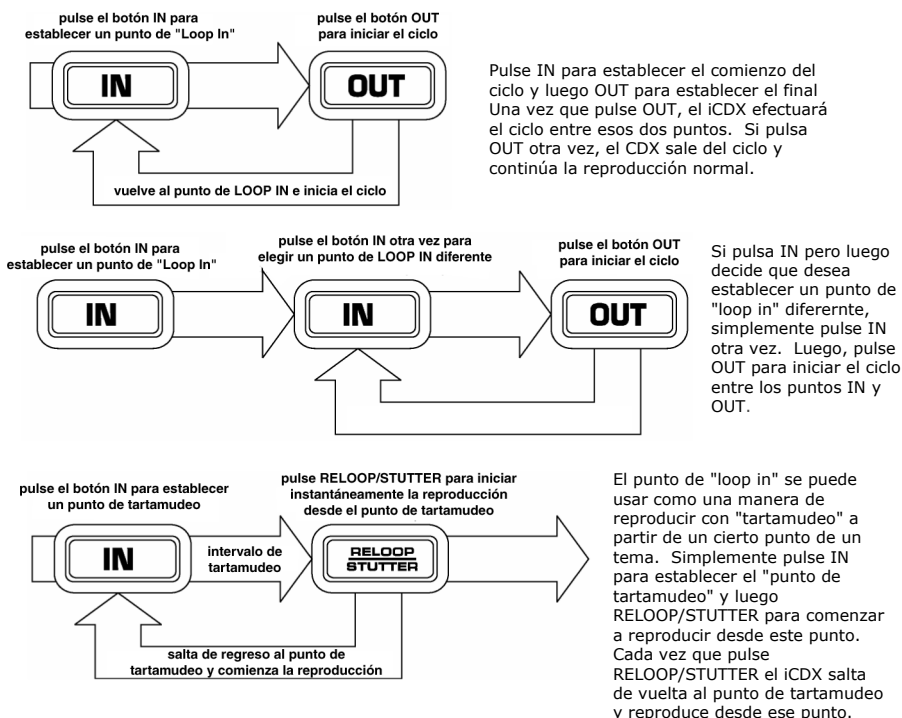 pulse el botón IN para
establecer un punto de "Loop In"
pulse el botón OUT
para iniciar el ciclo
IN
OUT
vuelve al punto de LOOP IN e inicia el ciclo
Pulse IN para establecer el comienzo del
ciclo y luego OUT para establecer el final
Una vez que pulse OUT, el iCDX efectuará
el ciclo entre esos dos puntos. Si pulsa
OUT otra vez, el CDX sale del ciclo y
continúa la reproducción normal.
pulse el botón IN para
establecer un punto de "Loop In"
pulse el botón IN otra vez para
elegir un punto de LOOP IN diferente
pulse el botón OUT
para iniciar el ciclo
IN
IN
OUT
Si pulsa IN pero luego
decide que desea
establecer un punto de
"loop in" diferernte,
simplemente pulse IN
otra vez. Luego, pulse
OUT para iniciar el ciclo
entre los puntos IN y
OUT.
pulse el botón IN para establecer
un punto de tartamudeo
pulse RELOOP/STUTTER para iniciar
instantáneamente la reproducción
desde el punto de tartamudeo
IN
intervalo de
tartamudeo
RELOOP
STUTTER
salta de regreso al punto de
tartamudeo y comienza la reproducción
El punto de "loop in" se puede
usar como una manera de
reproducir con "tartamudeo" a
partir de un cierto punto de un
tema. Simplemente pulse IN
para establecer el "punto de
tartamudeo" y luego
RELOOP/STUTTER para comenzar
a reproducir desde este punto.
Cada vez que pulse
RELOOP/STUTTER el iCDX salta
de vuelta al punto de tartamudeo
y reproduce desde ese punto.